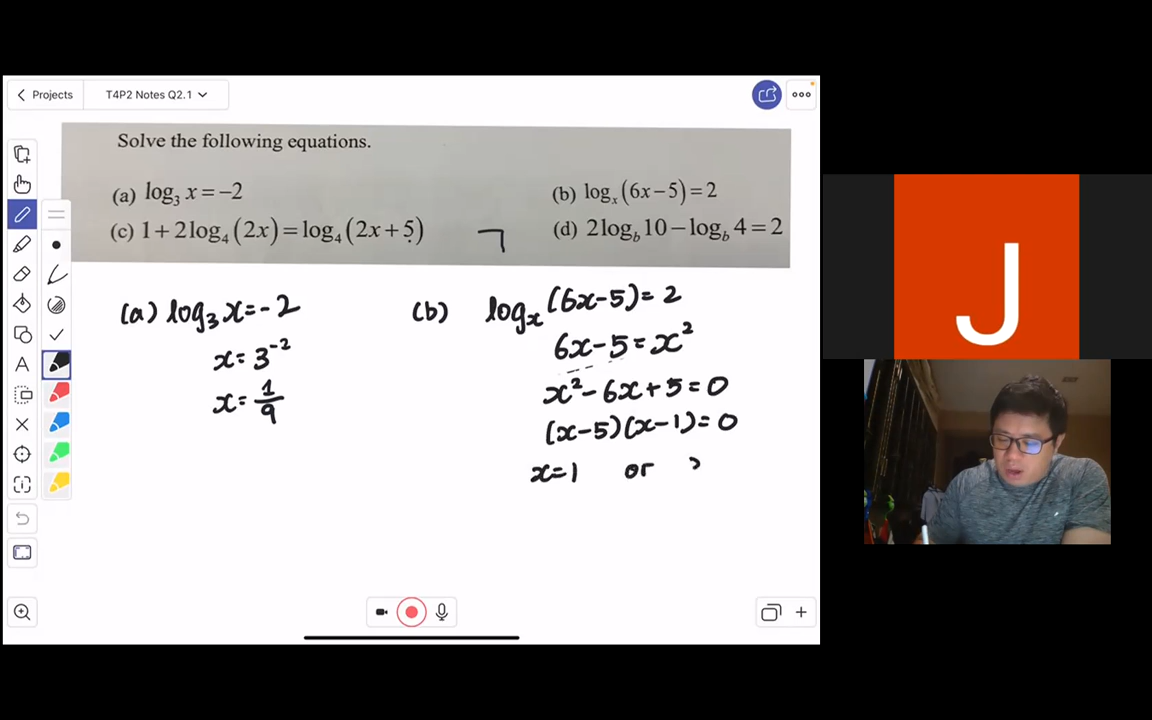 Projects
T4P2 Notes Q2.1
Solve the following equations.
(a) log₃ x = −2
(b) logₓ(6x−5) = 2
(c) 1+2log₄(2x) = log₄(2x+5)
(d) 2log_b 10 − log_b 4 = 2
(a) log₃ x = −2
x = 3⁻²
x = 1/9
(b) logₓ(6x−5) = 2
6x−5 = x²
x²−6x+5 = 0
(x−5)(x−1) = 0
x=1 or
A
J